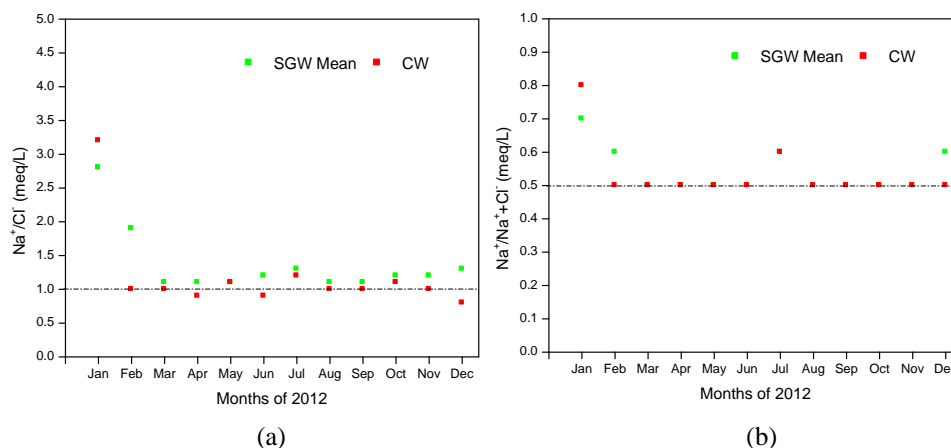 5.0
4.5
4.0
3.5
3.0
2.5
2.0
1.5
1.0
0.5
0.0
Na⁺/Cl⁻ (meq/L)
SGW Mean CW
Jan Feb Mar Apr May Jun Jul Aug Sep Oct Nov Dec
Months of 2012
(a)
1.0
0.9
0.8
0.7
0.6
0.5
0.4
0.3
0.2
0.1
0.0
Na⁺/Na⁺+Cl⁻ (meq/L)
SGW Mean CW
Jan Feb Mar Apr May Jun Jul Aug Sep Oct Nov De
Months of 2012
(b)